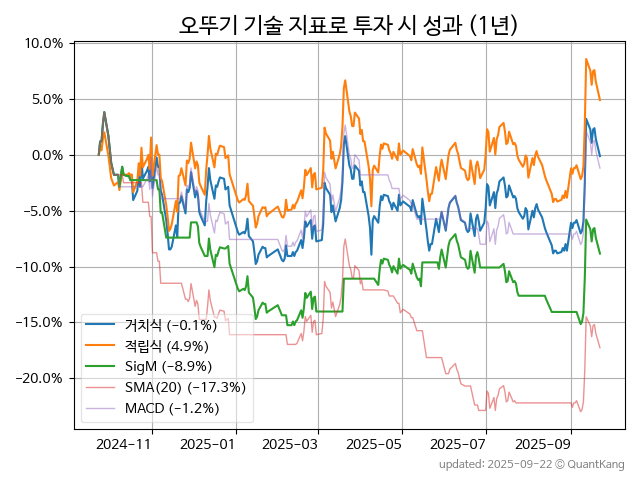 오뚜기 기술 지표로 투자 시 성과 (1년)
10.0%
5.0%
0.0%
−5.0%
−10.0%
−15.0%
−20.0%
거치식 (−0.1%)
적립식 (4.9%)
SigM (−8.9%)
SMA(20) (−17.3%)
MACD (−1.2%)
2024-11 2025-01 2025-03 2025-05 2025-07 2025-09
updated: 2025-09-22 © QuantKang